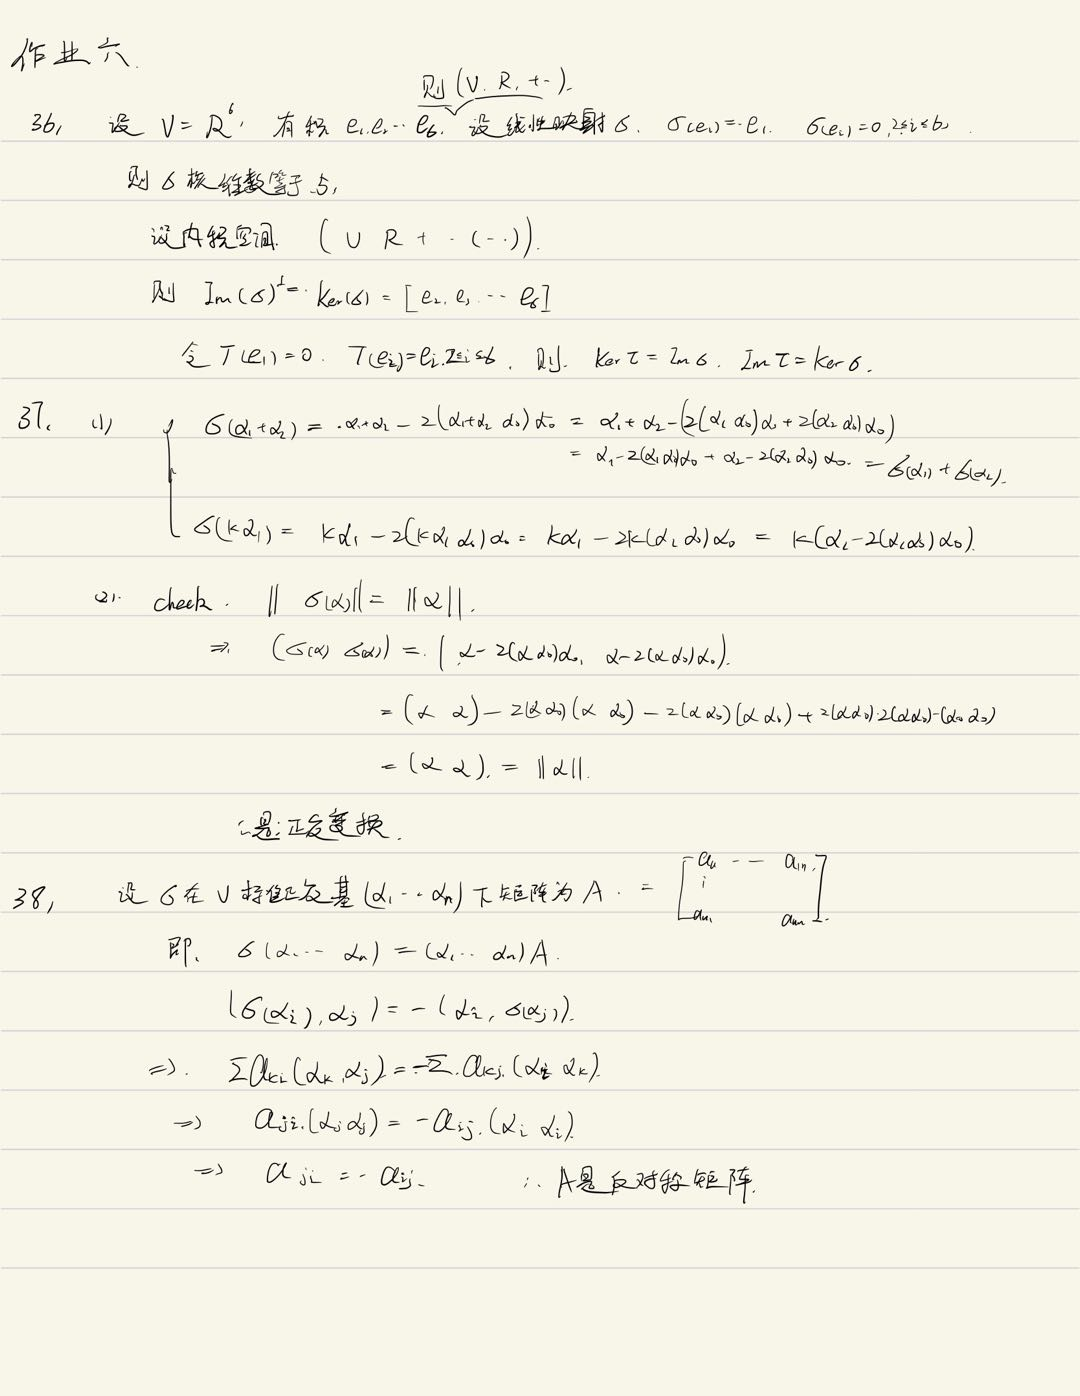 作业六.
则 (V. R. + ·).
36, 设 V = R⁶, 有积 e₁.e₂...e₆. 设线性映射 σ. σ(e₁)=e₁. σ(eᵢ)=0, 2≤i≤6,
则 σ 核维数等于 5,
设内积空间. (V R + · (-·)).
则 Im(σ)^⊥ = ker(σ) = [e₂, e₃ ... e₆]
令 τ(e₁)=0. τ(eᵢ)=eᵢ. 2≤i≤6, 则. ker τ = Im σ. Im τ = ker σ.
37. (1) { σ(α₁+α₂) = α₁+α₂ - 2(α₁+α₂ α₀)α₀ = α₁+α₂-(2(α₁ α₀)α₀+2(α₂ α₀)α₀)
= α₁-2(α₁α₀)α₀ + α₂-2(α₂ α₀)α₀. = σ(α₁)+σ(α₂).
σ(kα₁) = kα₁ - 2(kα₁ α₀)α₀ = kα₁ - 2k(α₁ α₀)α₀ = k(α₁-2(α₁α₀)α₀).
(2). check. || σ(α)|| = ||α||.
⇒. (σ(α) σ(α)) = ( α-2(α α₀)α₀, α-2(α α₀)α₀).
= (α α) - 2(α α₀)(α α₀) - 2(α α₀)(α α₀) + 2(αα₀)·2(αα₀)·(α₀ α₀)
= (α α). = ||α||.
∴是正交变换.
38, 设 σ 在 V 标准正交基 (α₁...αₙ) 下矩阵为 A. = [a₁₁ -- a₁ₙ. ⋮ aₙ₁ aₙₙ].
即. σ(α₁... αₙ) = (α₁... αₙ)A.
(σ(αᵢ), αⱼ) = -(αᵢ, σ(αⱼ)).
⇒. Σaₖᵢ(αₖ, αⱼ) = -Σ.aₖⱼ.(αᵢ αₖ).
⇒ aⱼᵢ.(αⱼ αⱼ) = -aᵢⱼ.(αᵢ αᵢ).
⇒ aⱼᵢ = -aᵢⱼ. ∴ A是反对称矩阵.